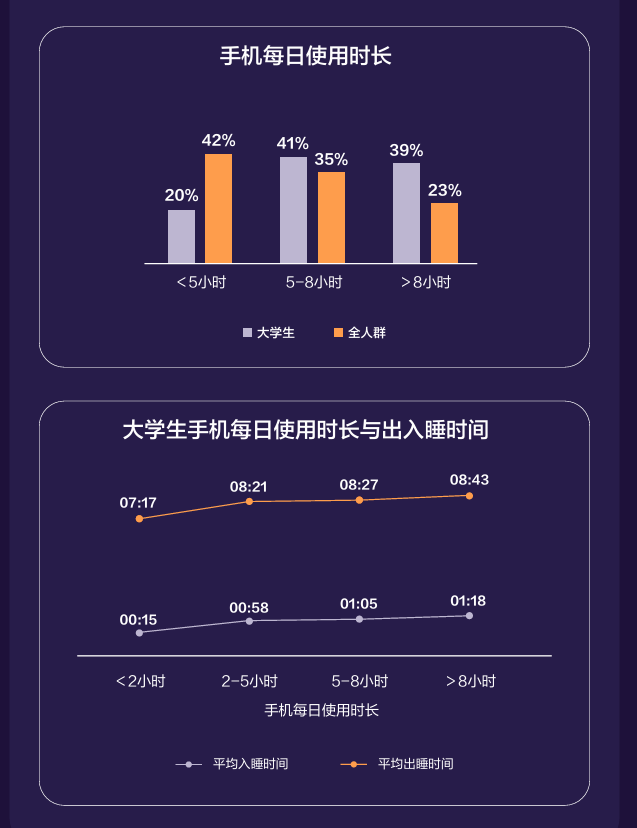 手机每日使用时长
20% 42% 41% 35% 39% 23%
<5小时 5-8小时 >8小时
大学生 全人群
大学生手机每日使用时长与出入睡时间
07:17 08:21 08:27 08:43
00:15 00:58 01:05 01:18
<2小时 2-5小时 5-8小时 >8小时
手机每日使用时长
平均入睡时间 平均出睡时间